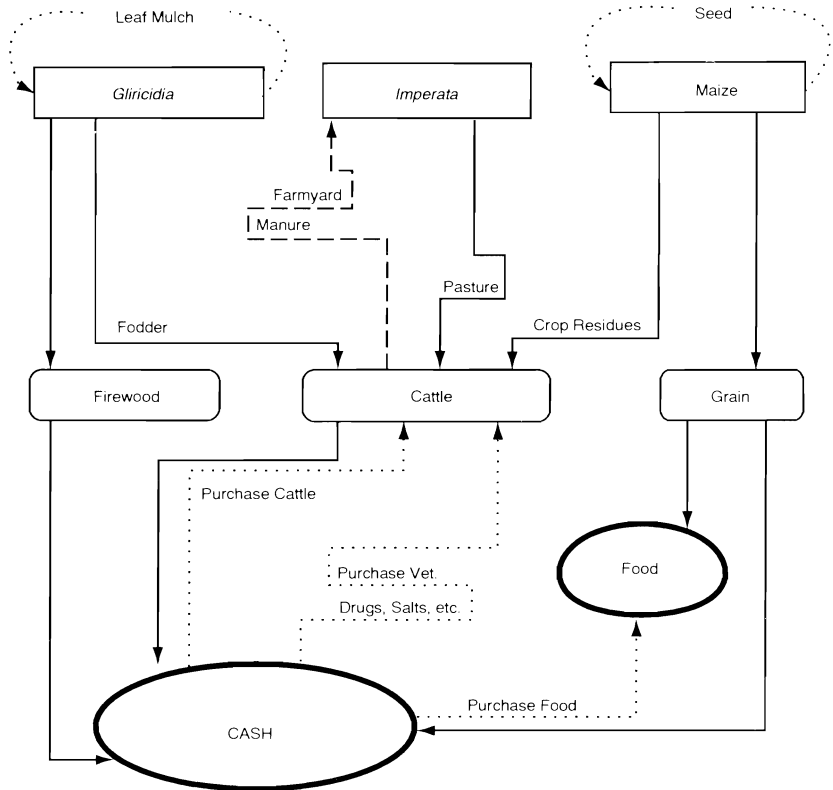 Leaf Mulch
Seed
Gliricidia
Imperata
Maize
Farmyard
Manure
Pasture
Fodder
Crop Residues
Firewood
Cattle
Grain
Purchase Cattle
Purchase Vet.
Drugs, Salts, etc.
Food
Purchase Food
CASH